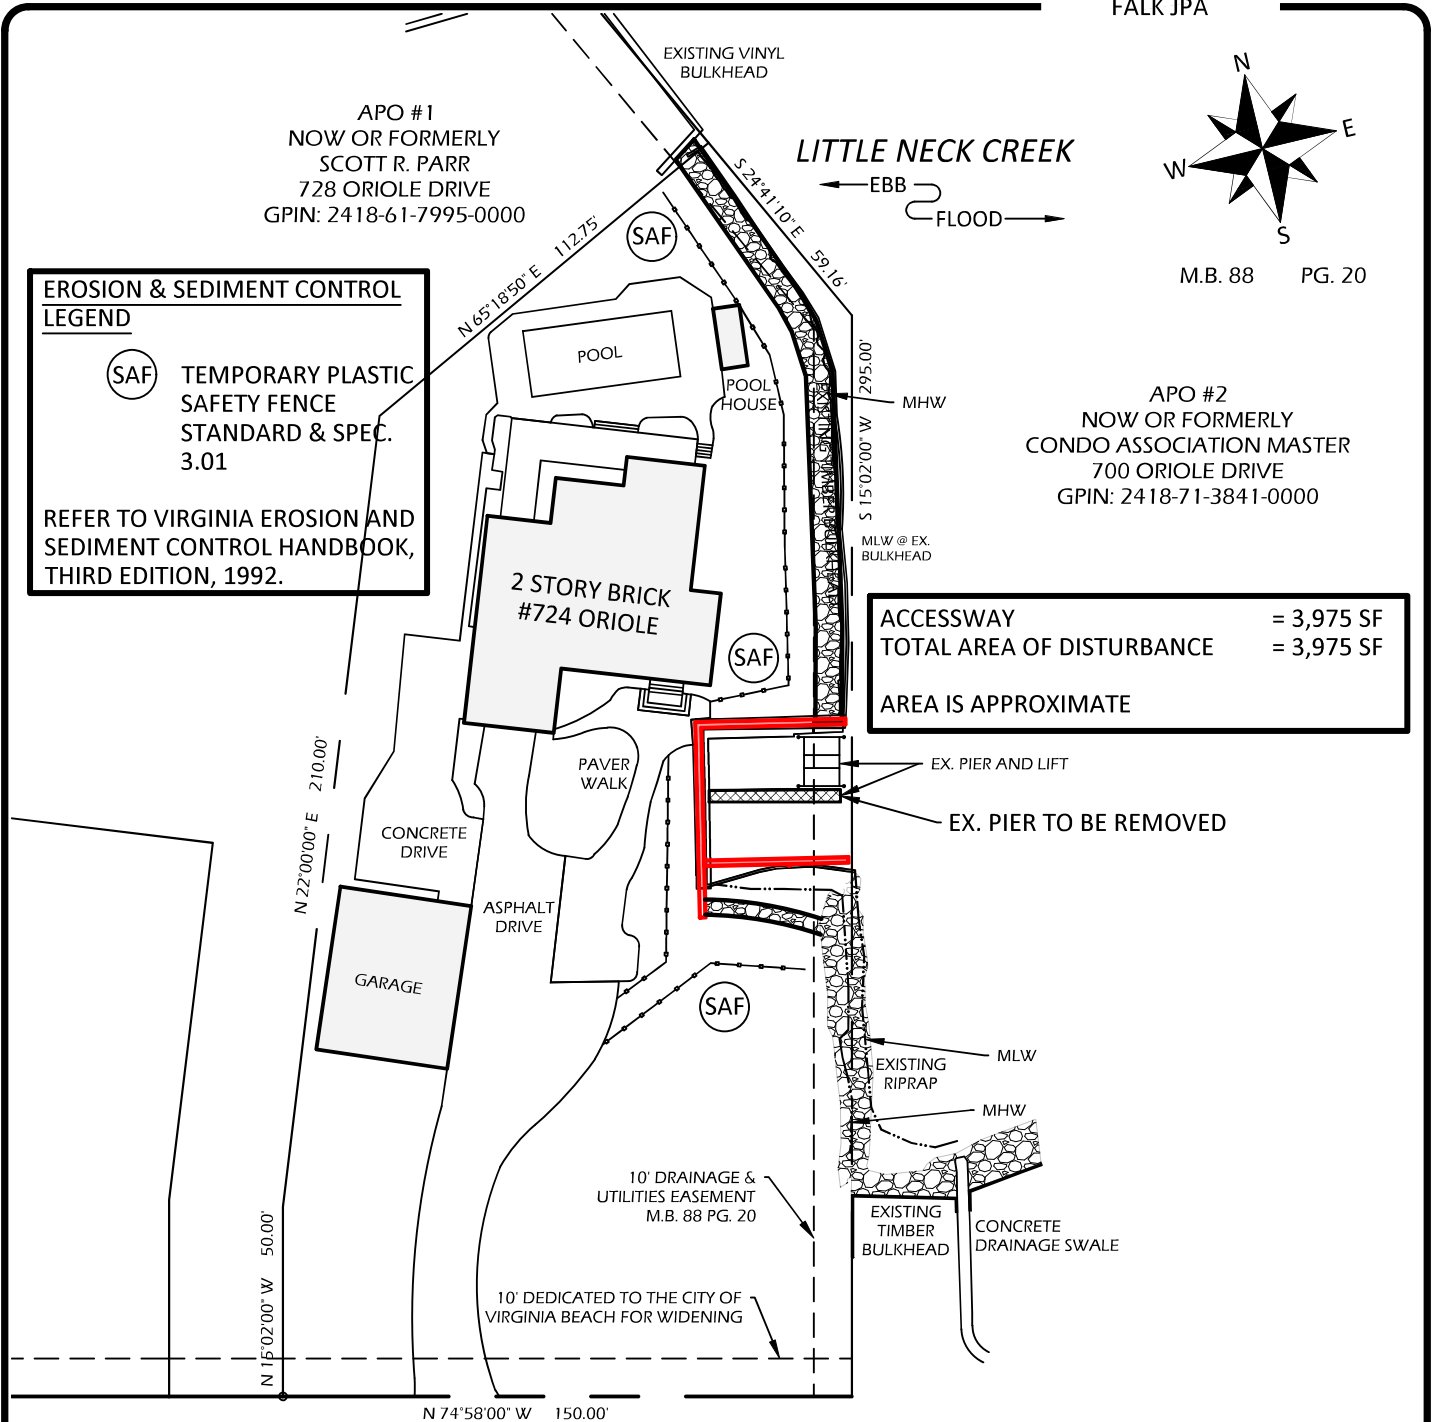 FALK JPA
EXISTING VINYL
BULKHEAD
APO #1
NOW OR FORMERLY
SCOTT R. PARR
728 ORIOLE DRIVE
GPIN: 2418-61-7995-0000
LITTLE NECK CREEK
EBB
FLOOD
N
E
W
S
M.B. 88 PG. 20
S 24°41'10" E 59.16'
N 65°18'50" E 112.75'
SAF
EROSION & SEDIMENT CONTROL
LEGEND
SAF
TEMPORARY PLASTIC
SAFETY FENCE
STANDARD & SPEC.
3.01
REFER TO VIRGINIA EROSION AND
SEDIMENT CONTROL HANDBOOK,
THIRD EDITION, 1992.
POOL
POOL
HOUSE
MHW
S 15°02'00" W 295.00'
EXISTING TIMBER BULKHEAD
MLW @ EX.
BULKHEAD
APO #2
NOW OR FORMERLY
CONDO ASSOCIATION MASTER
700 ORIOLE DRIVE
GPIN: 2418-71-3841-0000
2 STORY BRICK
#724 ORIOLE
SAF
ACCESSWAY = 3,975 SF
TOTAL AREA OF DISTURBANCE = 3,975 SF
AREA IS APPROXIMATE
PAVER
WALK
EX. PIER AND LIFT
EX. PIER TO BE REMOVED
N 22°00'00" E 210.00'
CONCRETE
DRIVE
ASPHALT
DRIVE
GARAGE
SAF
MLW
EXISTING
RIPRAP
MHW
10' DRAINAGE &
UTILITIES EASEMENT
M.B. 88 PG. 20
EXISTING
TIMBER
BULKHEAD
CONCRETE
DRAINAGE SWALE
N 15°02'00" W 50.00'
10' DEDICATED TO THE CITY OF
VIRGINIA BEACH FOR WIDENING
N 74°58'00" W 150.00'